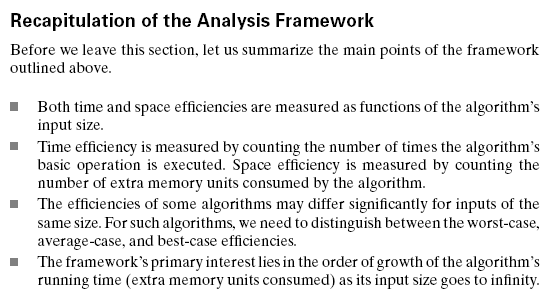 Recapitulation of the Analysis Framework
Before we leave this section, let us summarize the main points of the framework
outlined above.
Both time and space efficiencies are measured as functions of the algorithm's
input size.
Time efficiency is measured by counting the number of times the algorithm's
basic operation is executed. Space efficiency is measured by counting the
number of extra memory units consumed by the algorithm.
The efficiencies of some algorithms may differ significantly for inputs of the
same size. For such algorithms, we need to distinguish between the worst-case,
average-case, and best-case efficiencies.
The framework's primary interest lies in the order of growth of the algorithm's
running time (extra memory units consumed) as its input size goes to infinity.